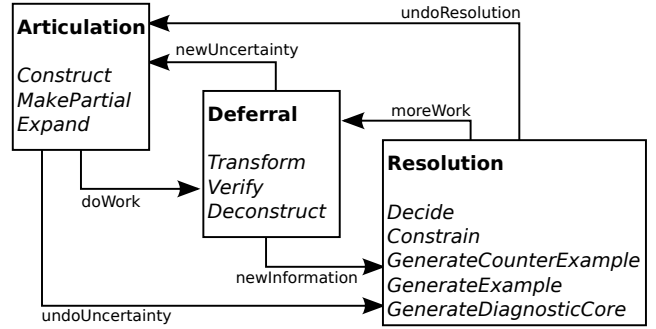 undoResolution
Articulation
Construct
MakePartial
Expand
newUncertainty
Deferral
Transform
Verify
Deconstruct
moreWork
Resolution
Decide
Constrain
GenerateCounterExample
GenerateExample
GenerateDiagnosticCore
doWork
newInformation
undoUncertainty